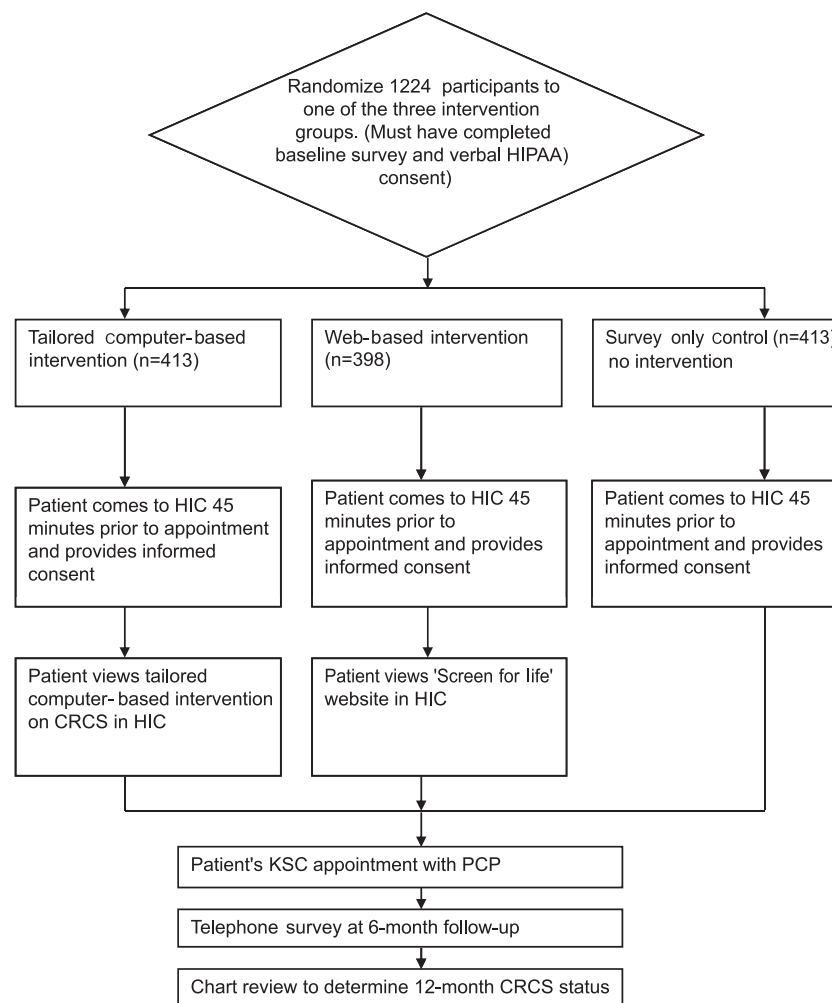 Randomize 1224 participants to
one of the three intervention
groups. (Must have completed
baseline survey and verbal HIPAA)
consent)
Tailored computer-based
intervention (n=413)
Web-based intervention
(n=398)
Survey only control (n=413)
no intervention
Patient comes to HIC 45
minutes prior to appointment
and provides informed
consent
Patient comes to HIC 45
minutes prior to
appointment and provides
informed consent
Patient comes to HIC 45
minutes prior to
appointment and provides
informed consent
Patient views tailored
computer-based intervention
on CRCS in HIC
Patient views 'Screen for life'
website in HIC
Patient's KSC appointment with PCP
Telephone survey at 6-month follow-up
Chart review to determine 12-month CRCS status